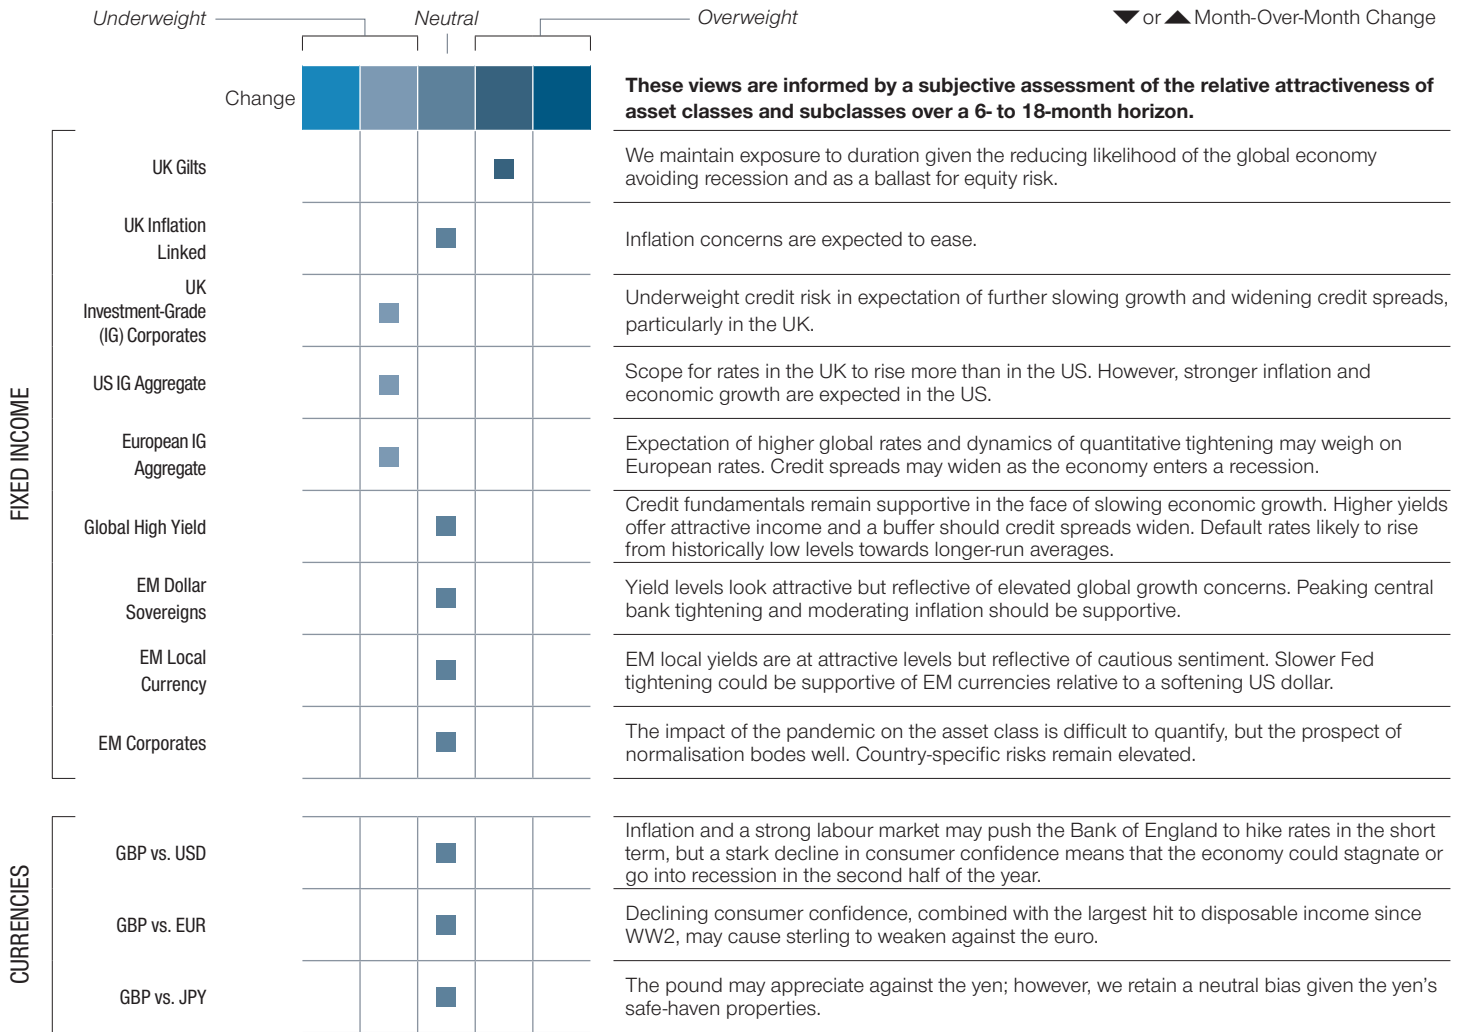 Underweight
Neutral
Overweight
or Month-Over-Month Change
Change
These views are informed by a subjective assessment of the relative attractiveness of
asset classes and subclasses over a 6- to 18-month horizon.
FIXED INCOME
UK Gilts
We maintain exposure to duration given the reducing likelihood of the global economy
avoiding recession and as a ballast for equity risk.
UK Inflation
Linked
Inflation concerns are expected to ease.
UK
Investment-Grade
(IG) Corporates
Underweight credit risk in expectation of further slowing growth and widening credit spreads,
particularly in the UK.
US IG Aggregate
Scope for rates in the UK to rise more than in the US. However, stronger inflation and
economic growth are expected in the US.
European IG
Aggregate
Expectation of higher global rates and dynamics of quantitative tightening may weigh on
European rates. Credit spreads may widen as the economy enters a recession.
Global High Yield
Credit fundamentals remain supportive in the face of slowing economic growth. Higher yields
offer attractive income and a buffer should credit spreads widen. Default rates likely to rise
from historically low levels towards longer-run averages.
EM Dollar
Sovereigns
Yield levels look attractive but reflective of elevated global growth concerns. Peaking central
bank tightening and moderating inflation should be supportive.
EM Local
Currency
EM local yields are at attractive levels but reflective of cautious sentiment. Slower Fed
tightening could be supportive of EM currencies relative to a softening US dollar.
EM Corporates
The impact of the pandemic on the asset class is difficult to quantify, but the prospect of
normalisation bodes well. Country-specific risks remain elevated.
CURRENCIES
GBP vs. USD
Inflation and a strong labour market may push the Bank of England to hike rates in the short
term, but a stark decline in consumer confidence means that the economy could stagnate or
go into recession in the second half of the year.
GBP vs. EUR
Declining consumer confidence, combined with the largest hit to disposable income since
WW2, may cause sterling to weaken against the euro.
GBP vs. JPY
The pound may appreciate against the yen; however, we retain a neutral bias given the yen's
safe-haven properties.